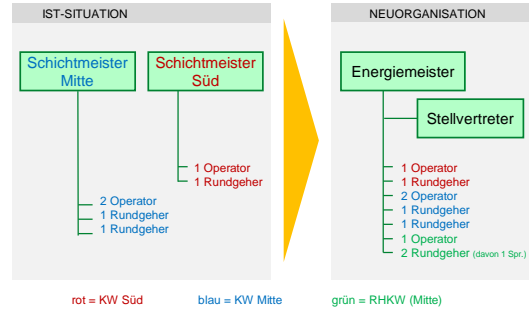 IST-SITUATION
Schichtmeister
Mitte
Schichtmeister
Süd
1 Operator
1 Rundgeher
2 Operator
1 Rundgeher
1 Rundgeher
NEUORGANISATION
Energiemeister
Stellvertreter
1 Operator
1 Rundgeher
2 Operator
1 Rundgeher
1 Rundgeher
1 Operator
2 Rundgeher (davon 1 Spr.)
rot = KW Süd
blau = KW Mitte
grün = RHKW (Mitte)